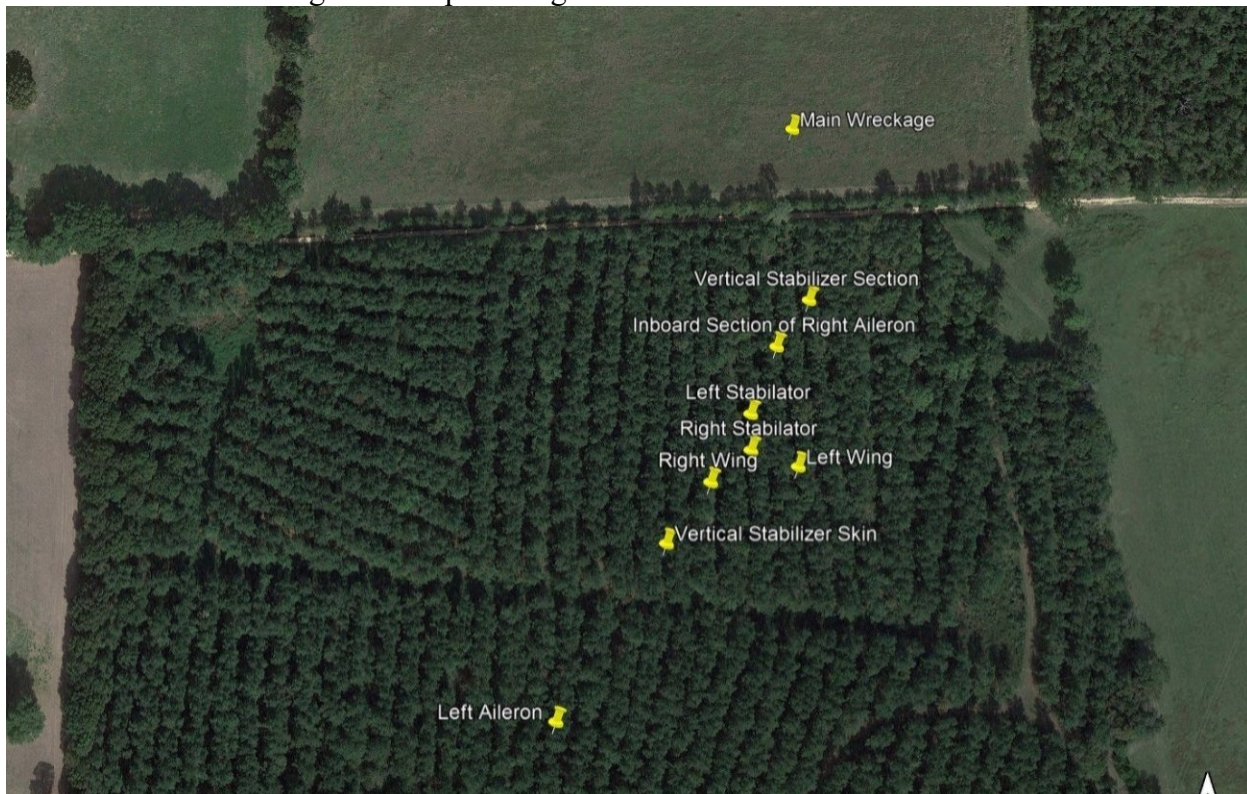 Main Wreckage
Vertical Stabilizer Section
Inboard Section of Right Aileron
Left Stabilator
Right Stabilator
Right Wing
Left Wing
Vertical Stabilizer Skin
Left Aileron